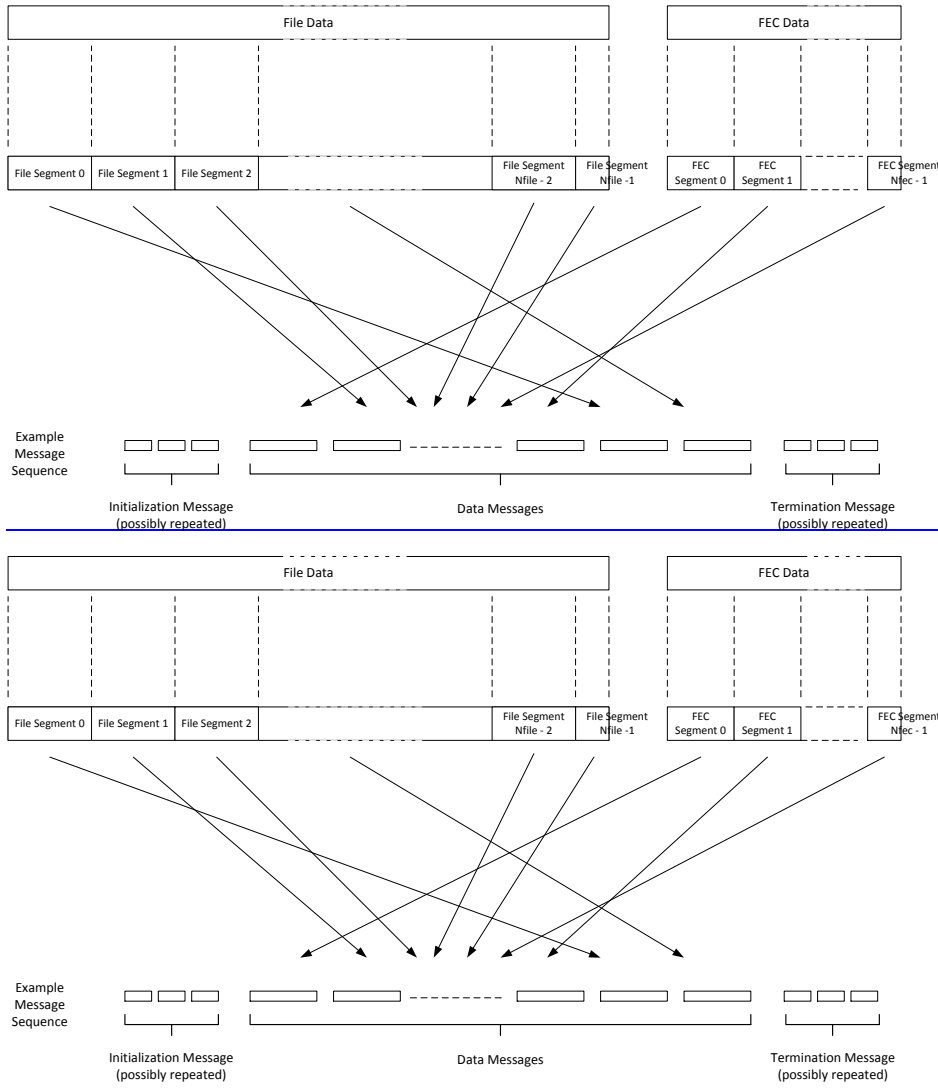 File Data
FEC Data
File Segment 0
File Segment 1
File Segment 2
File Segment
Nfile - 2
File Segment
Nfile -1
FEC
Segment 0
FEC
Segment 1
FEC Segment
Nfec - 1
Example
Message
Sequence
Initialization Message
(possibly repeated)
Data Messages
Termination Message
(possibly repeated)
File Data
FEC Data
File Segment 0
File Segment 1
File Segment 2
File Segment
Nfile - 2
File Segment
Nfile -1
FEC
Segment 0
FEC
Segment 1
FEC Segment
Nfec - 1
Example
Message
Sequence
Initialization Message
(possibly repeated)
Data Messages
Termination Message
(possibly repeated)